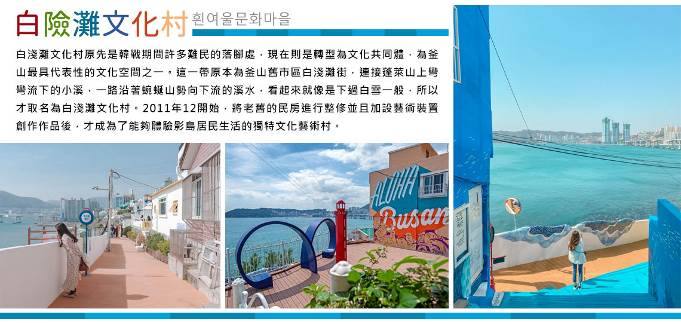 白險灘文化村 흰여울문화마을
白淺灘文化村原先是韓戰期間許多難民的落腳處，現在則是轉型為文化共同體，為釜
山最具代表性的文化空間之一。這一帶原本為釜山舊市區白淺灘街，連接蓬萊山上彎
彎流下的小溪，一路沿著蜿蜒山勢向下流的溪水，看起來就像是下過白雲一般，所以
才取名為白淺灘文化村。2011年12開始，將老舊的民房進行整修並且加設藝術裝置
創作作品後，才成為了能夠體驗影島居民生活的獨特文化藝術村。
ALOHA
Busan